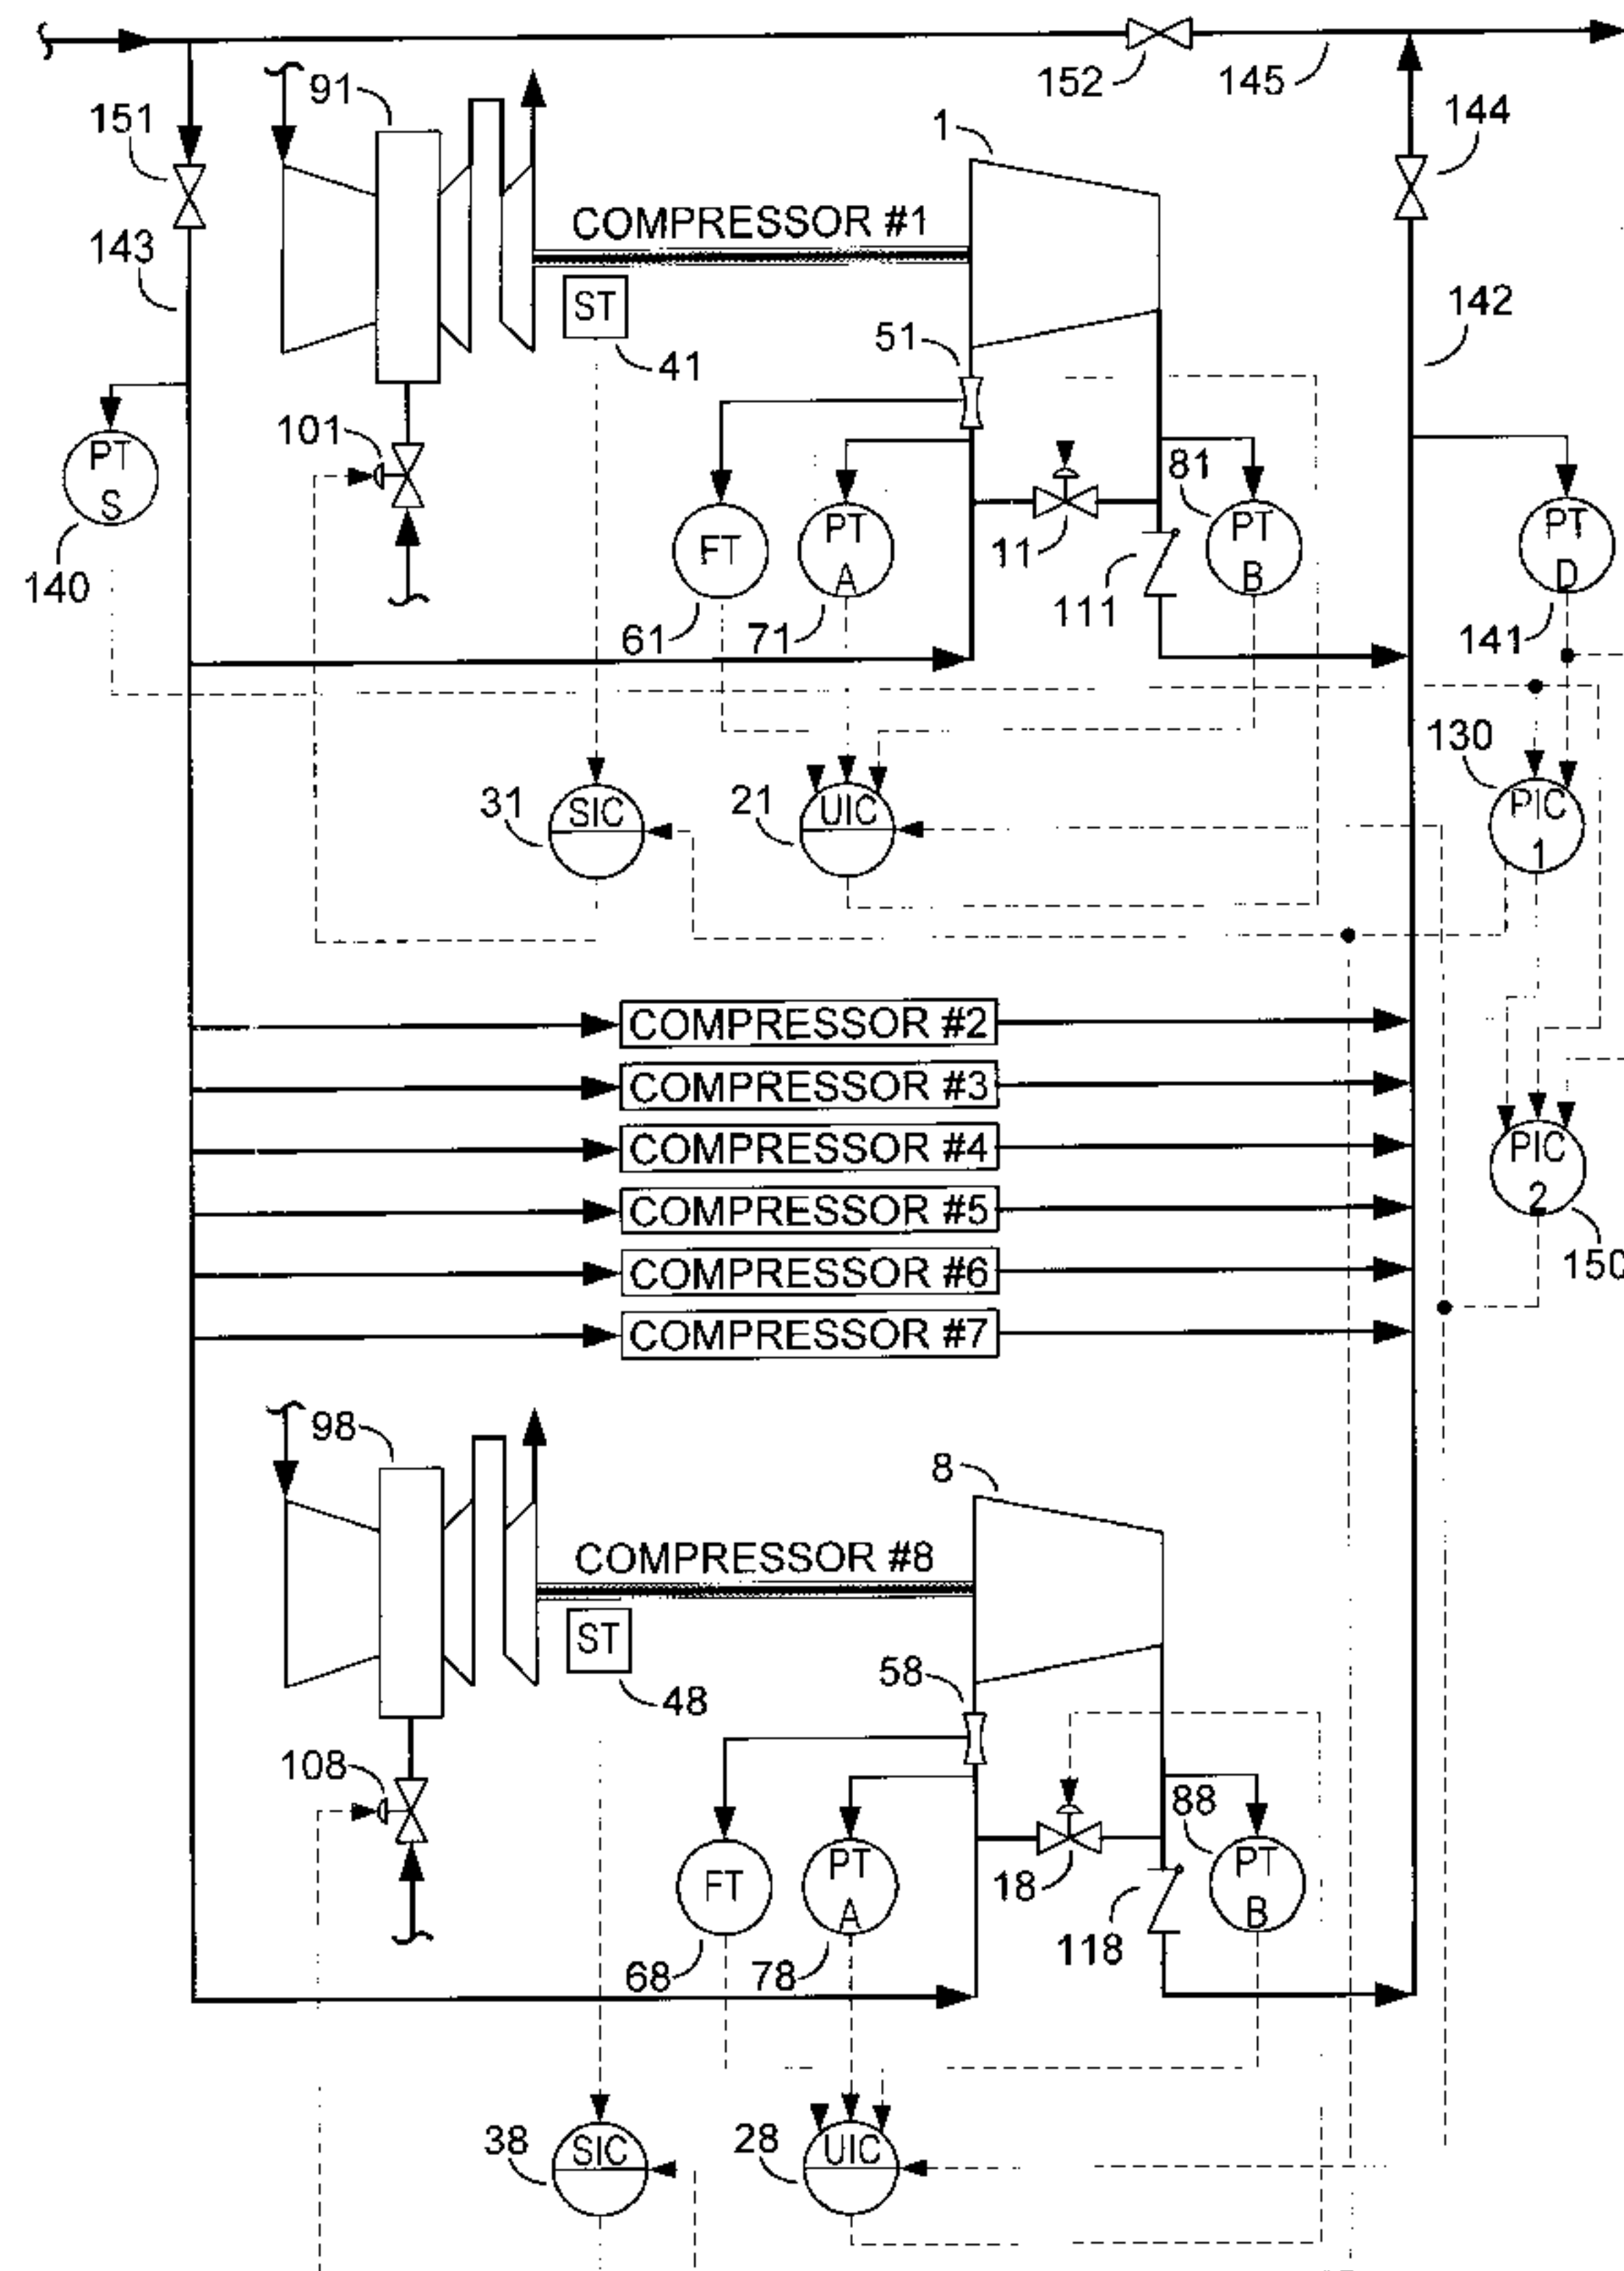 152
145
151
91
1
144
143
COMPRESSOR #1
142
ST
41
51
101
PT
S
81
140
FT
PT
A
11
PT
B
PT
D
61
71
111
141
130
31
SIC
21
UIC
PIC
1
COMPRESSOR #2
COMPRESSOR #3
COMPRESSOR #4
COMPRESSOR #5
COMPRESSOR #6
COMPRESSOR #7
PIC
2
150
98
8
COMPRESSOR #8
ST
48
58
108
88
FT
PT
A
18
PT
B
68
78
118
38
SIC
28
UIC